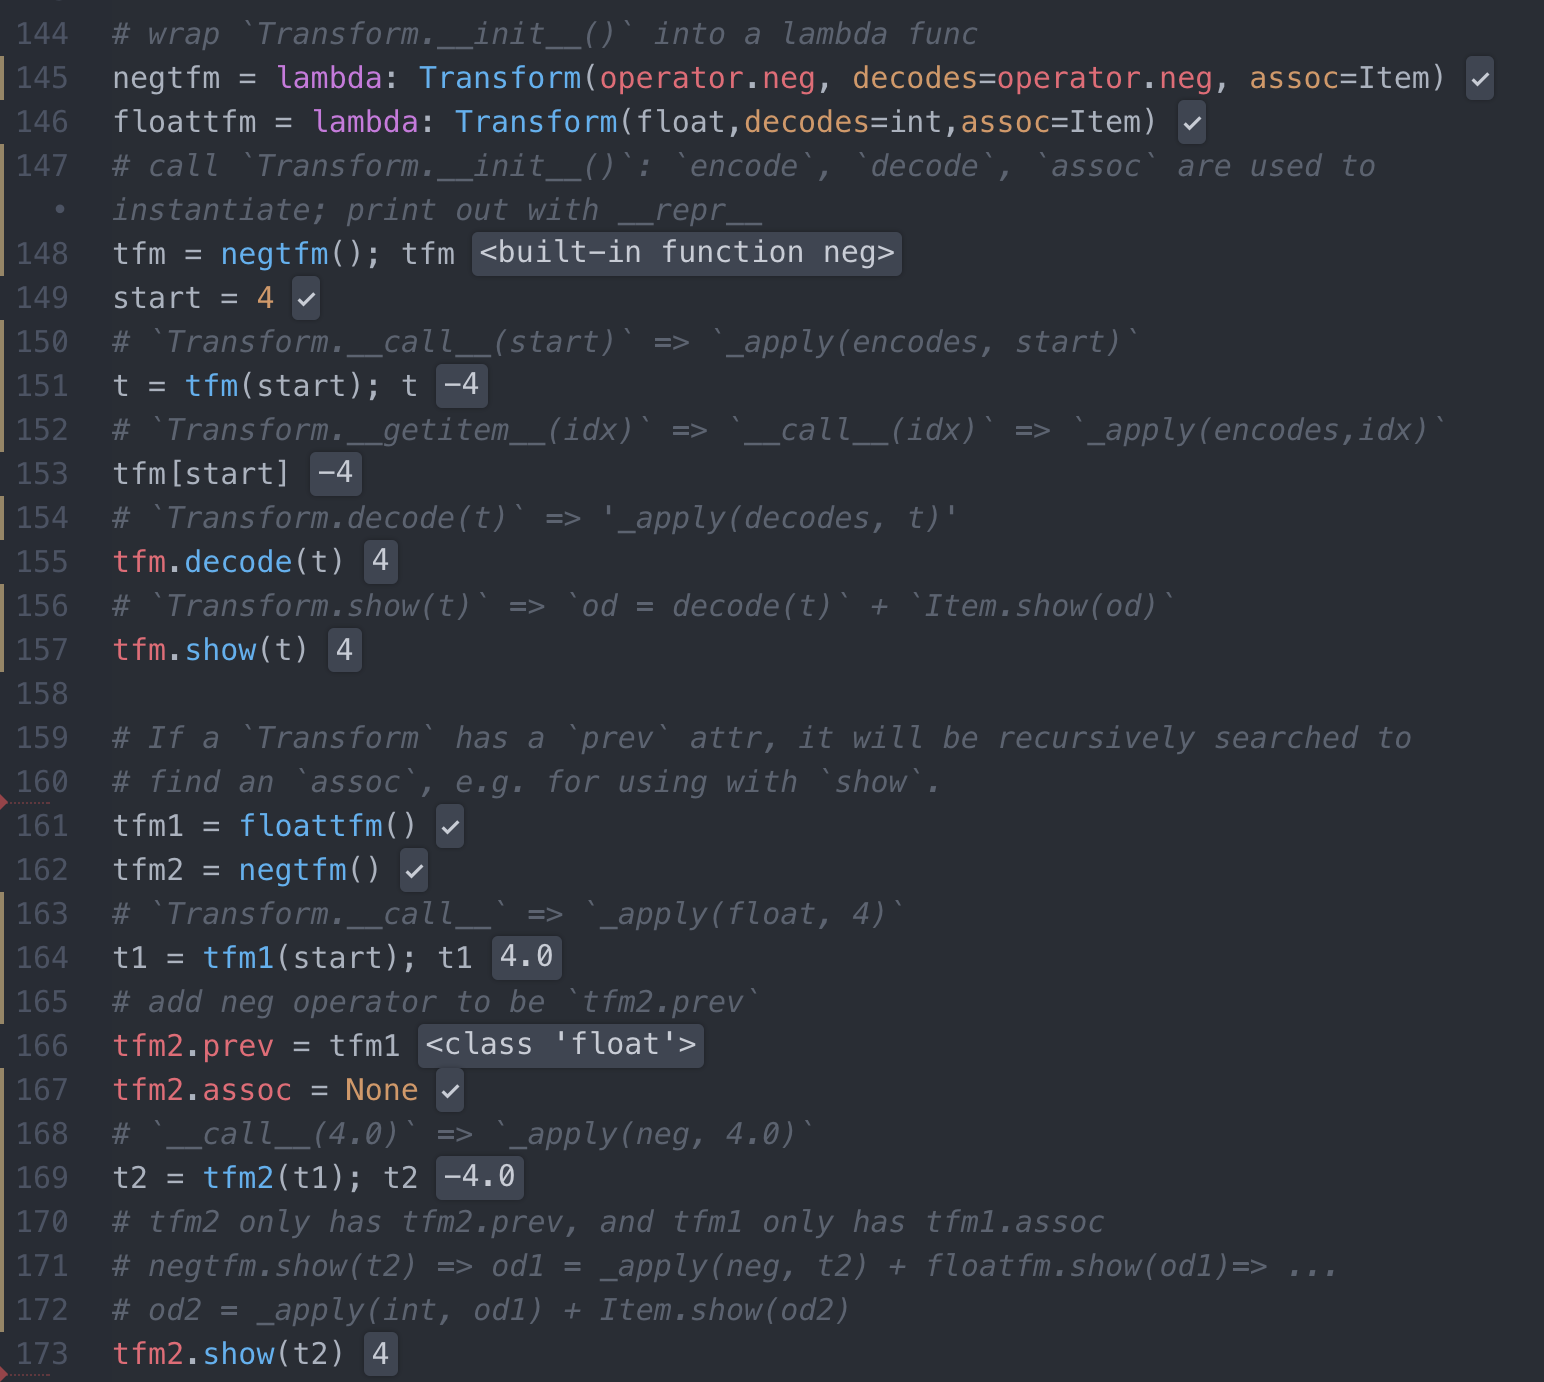 144 # wrap `Transform.__init__()` into a lambda func
145 negtfm = lambda: Transform(operator.neg, decodes=operator.neg, assoc=Item) ✓
146 floattfm = lambda: Transform(float,decodes=int,assoc=Item) ✓
147 # call `Transform.__init__()`: `encode`, `decode`, `assoc` are used to
• instantiate; print out with __repr__
148 tfm = negtfm(); tfm <built-in function neg>
149 start = 4 ✓
150 # `Transform.__call__(start)` => `_apply(encodes, start)`
151 t = tfm(start); t -4
152 # `Transform.__getitem__(idx)` => `__call__(idx)` => `_apply(encodes,idx)`
153 tfm[start] -4
154 # `Transform.decode(t)` => '_apply(decodes, t)'
155 tfm.decode(t) 4
156 # `Transform.show(t)` => `od = decode(t)` + `Item.show(od)`
157 tfm.show(t) 4
158
159 # If a `Transform` has a `prev` attr, it will be recursively searched to
160 # find an `assoc`, e.g. for using with `show`.
161 tfm1 = floattfm() ✓
162 tfm2 = negtfm() ✓
163 # `Transform.__call__` => `_apply(float, 4)`
164 t1 = tfm1(start); t1 4.0
165 # add neg operator to be `tfm2.prev`
166 tfm2.prev = tfm1 <class 'float'>
167 tfm2.assoc = None ✓
168 # `__call__(4.0)` => `_apply(neg, 4.0)`
169 t2 = tfm2(t1); t2 -4.0
170 # tfm2 only has tfm2.prev, and tfm1 only has tfm1.assoc
171 # negtfm.show(t2) => od1 = _apply(neg, t2) + floatfm.show(od1)=> ...
172 # od2 = _apply(int, od1) + Item.show(od2)
173 tfm2.show(t2) 4